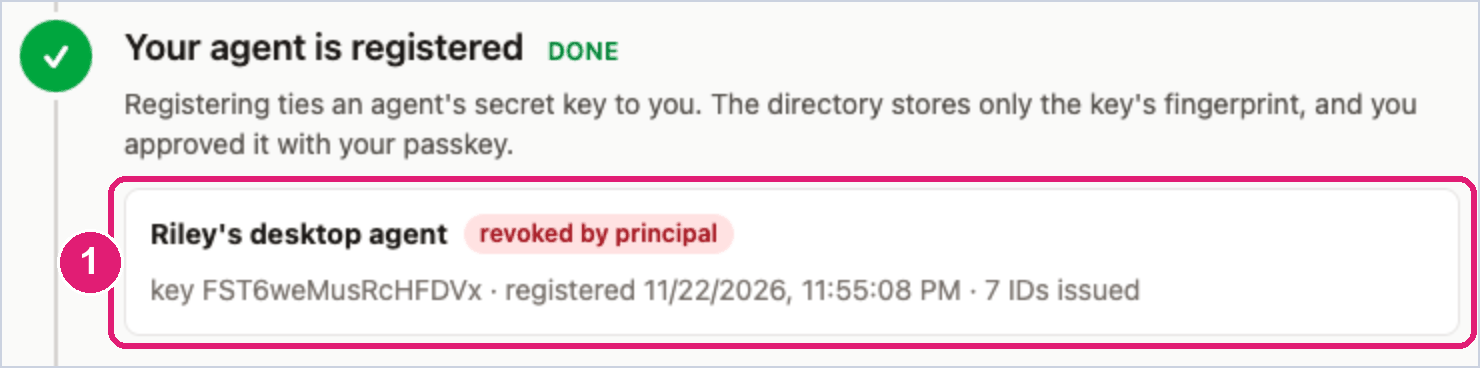 Your agent is registered DONE
Registering ties an agent's secret key to you. The directory stores only the key's fingerprint, and you
approved it with your passkey.
1
Riley's desktop agent revoked by principal
key FST6weMusRcHFDVx · registered 11/22/2026, 11:55:08 PM · 7 IDs issued